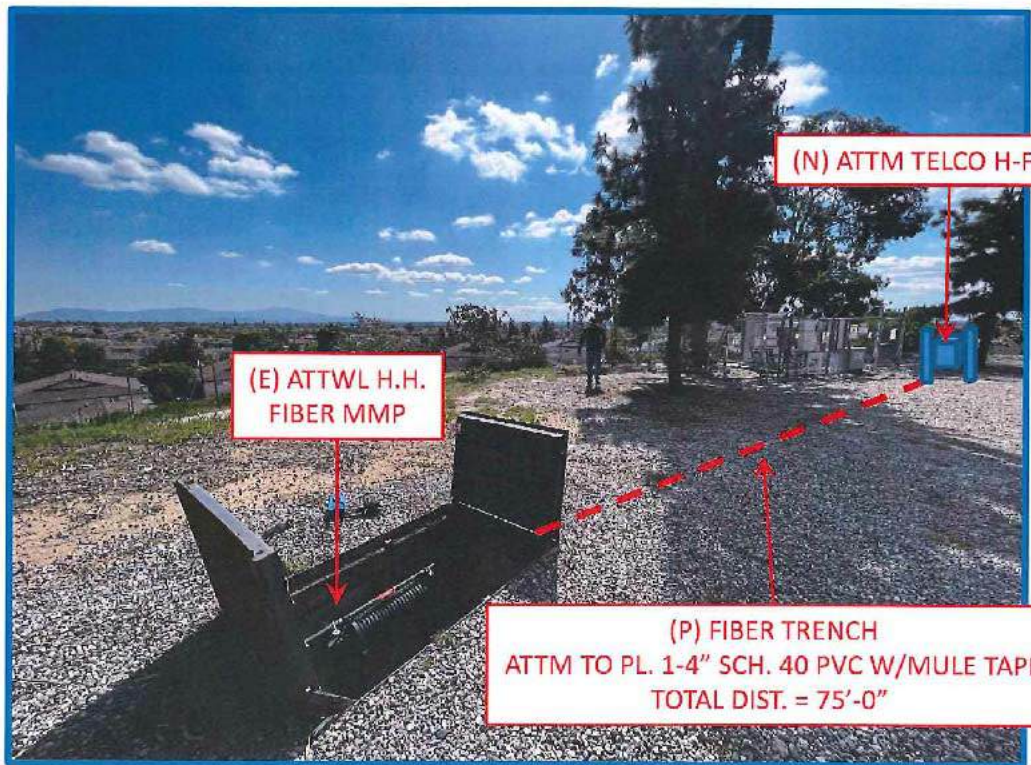 (N) ATTM TELCO H-F
(E) ATTWL H.H.
FIBER MMP
(P) FIBER TRENCH
ATTM TO PL. 1-4" SCH. 40 PVC W/MULE TAPE
TOTAL DIST. = 75'-0"